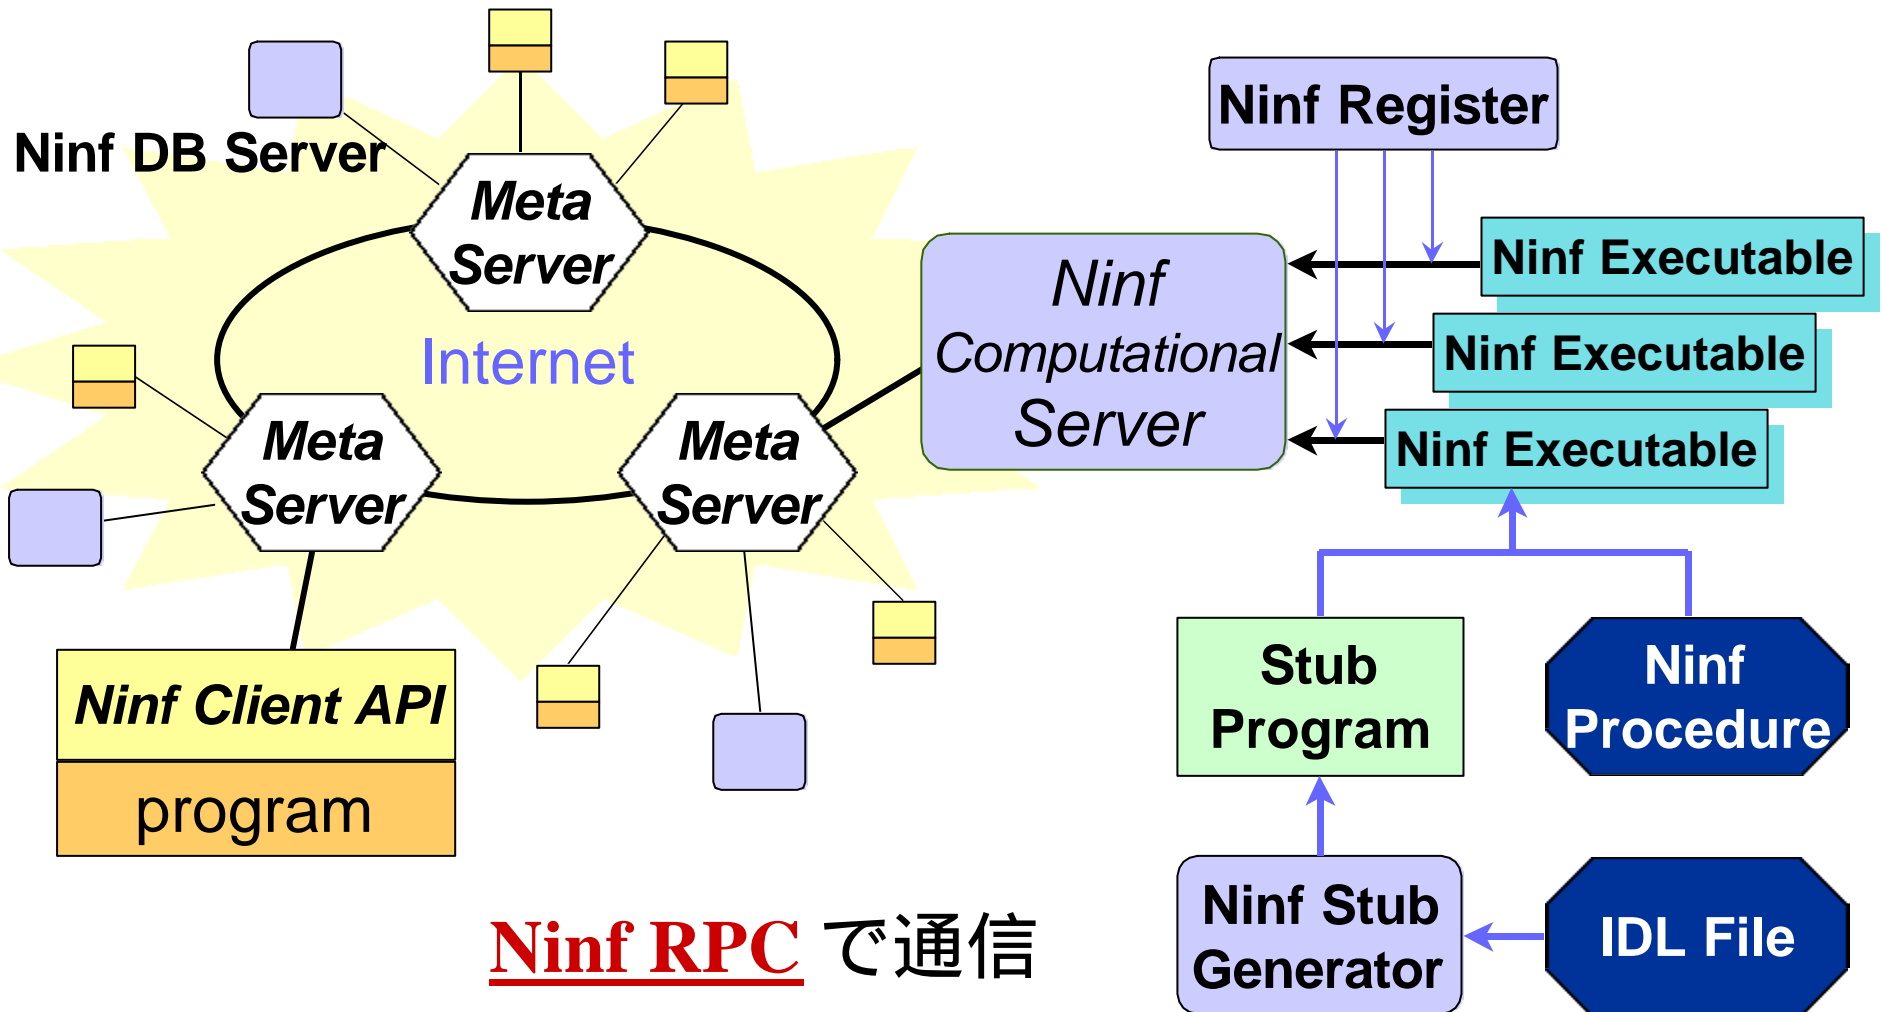 Ninf DB Server
Meta
Server
Internet
Meta
Server
Meta
Server
Ninf Client API
program
Ninf Register
Ninf
Computational
Server
Ninf Executable
Ninf Executable
Ninf Executable
Stub
Program
Ninf
Procedure
Ninf Stub
Generator
IDL File
Ninf RPC で通信